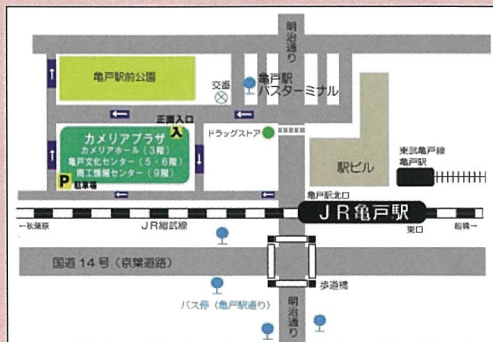 明治通り
亀戸駅前公園
交番
亀戸駅
バスターミナル
正面入口
入
カメリアプラザ
カメリアホール(3階)
亀戸文化センター(5・6階)
商工情報センター(9階)
P 駐車場
ドラッグストア
駅ビル
東武亀戸線
亀戸駅
亀戸駅北口
JR亀戸駅
←秋葉原
JR総武線
東口
船橋→
国道14号(京葉道路)
歩道橋
バス停(亀戸駅通り)
明治通り